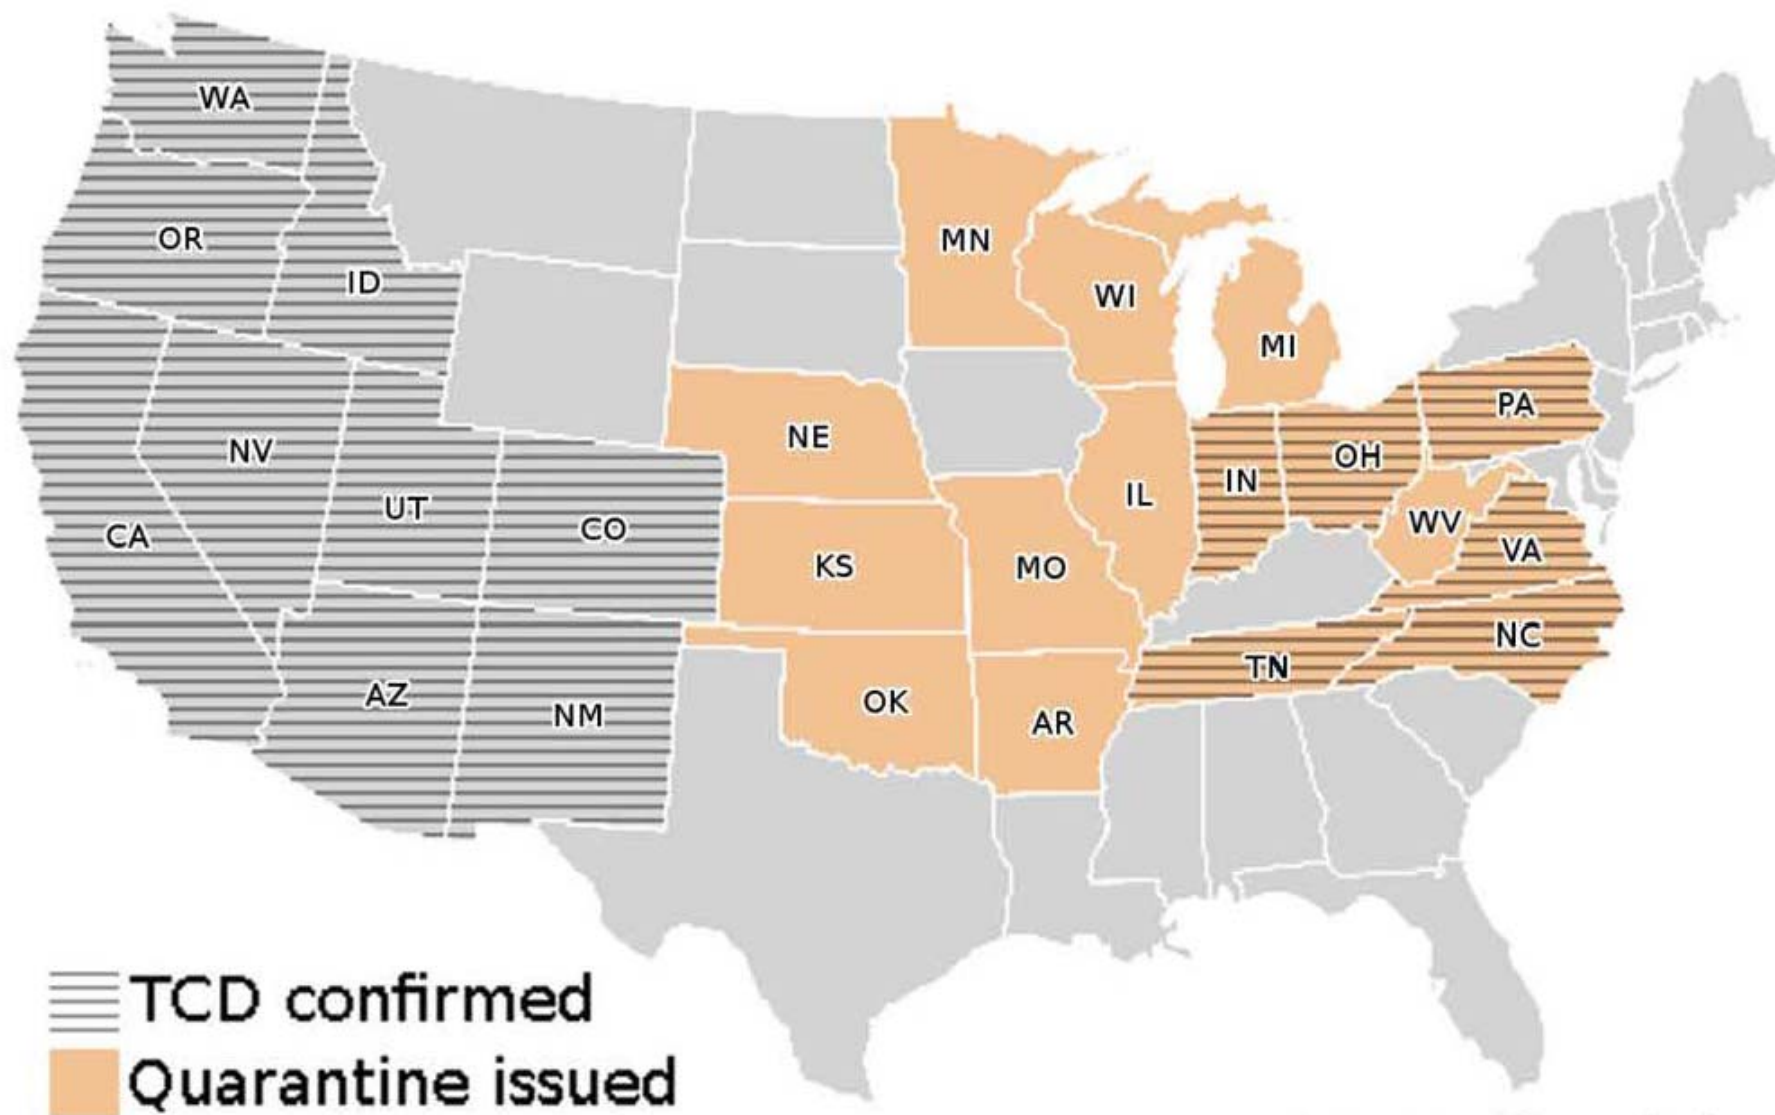 WA
OR
ID
MN
WI
MI
NE
PA
NV
OH
IN
IL
UT
CO
WV
CA
KS
MO
VA
NC
TN
AZ
NM
OK
AR
TCD confirmed
Quarantine issued